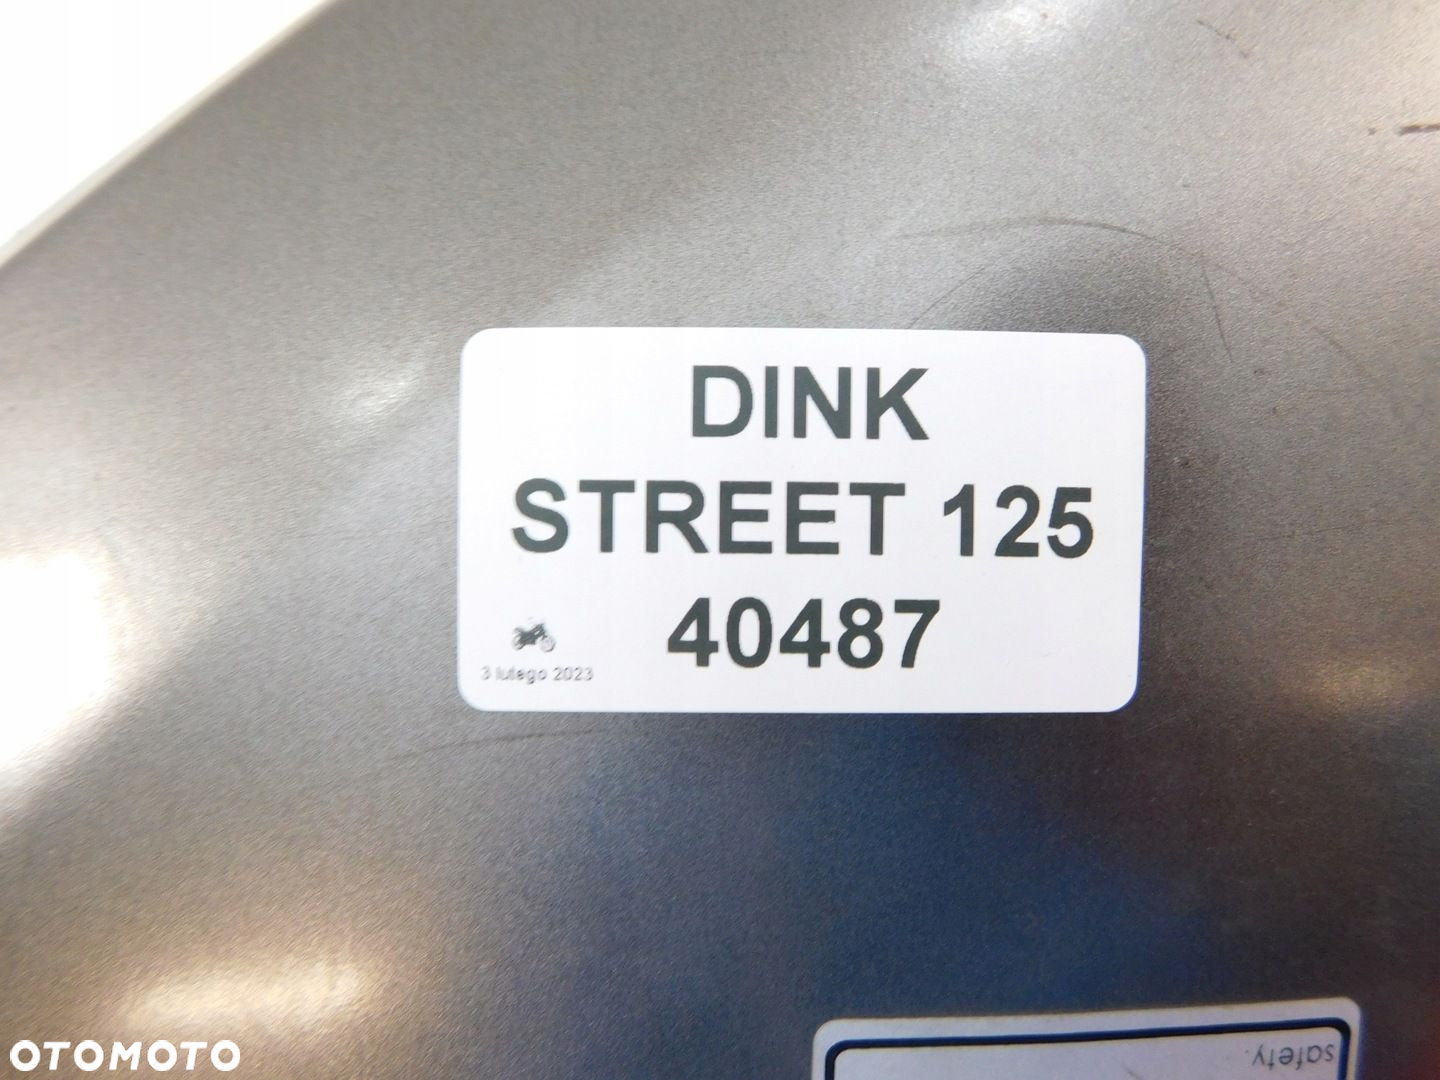 DINK
STREET 125
40487
3 lutego 2023
safety.
OTOMOTO